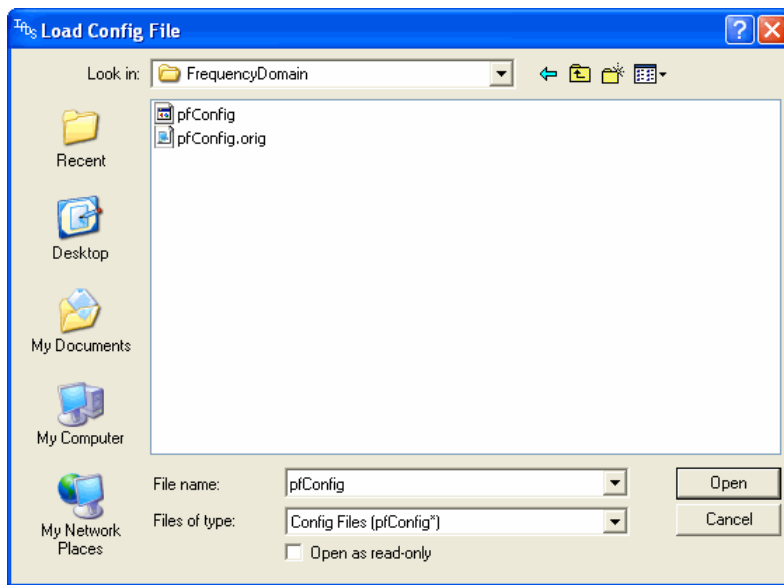 IADS Load Config File
Look in: FrequencyDomain
pfConfig
pfConfig.orig
Recent
Desktop
My Documents
My Computer
My Network
Places
File name: pfConfig Open
Files of type: Config Files (pfConfig*) Cancel
Open as read-only